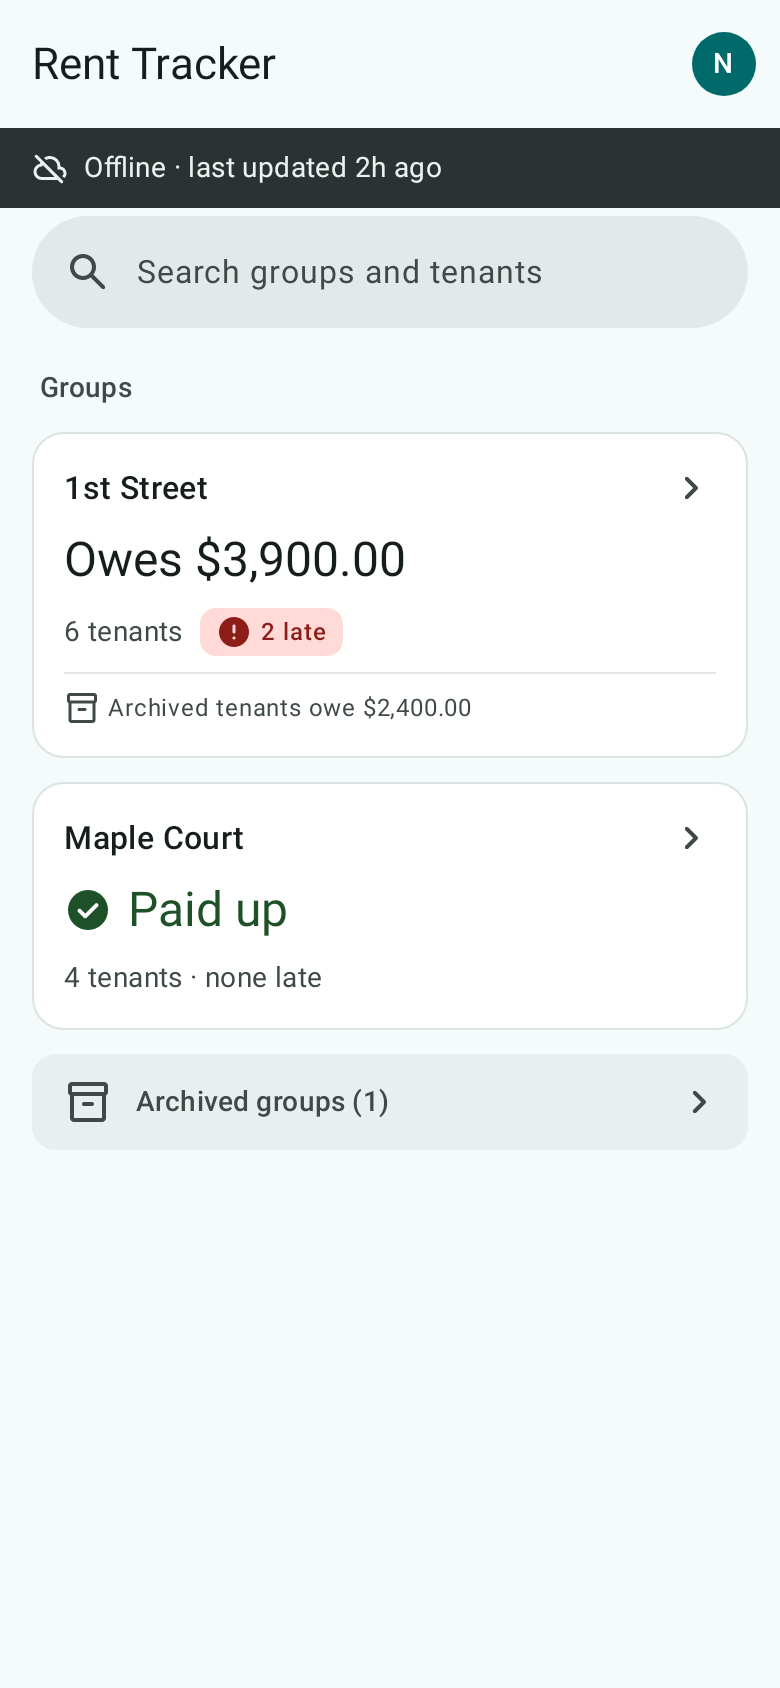 Rent Tracker
N
Offline · last updated 2h ago
Search groups and tenants
Groups
1st Street
Owes $3,900.00
6 tenants
2 late
Archived tenants owe $2,400.00
Maple Court
Paid up
4 tenants · none late
Archived groups (1)